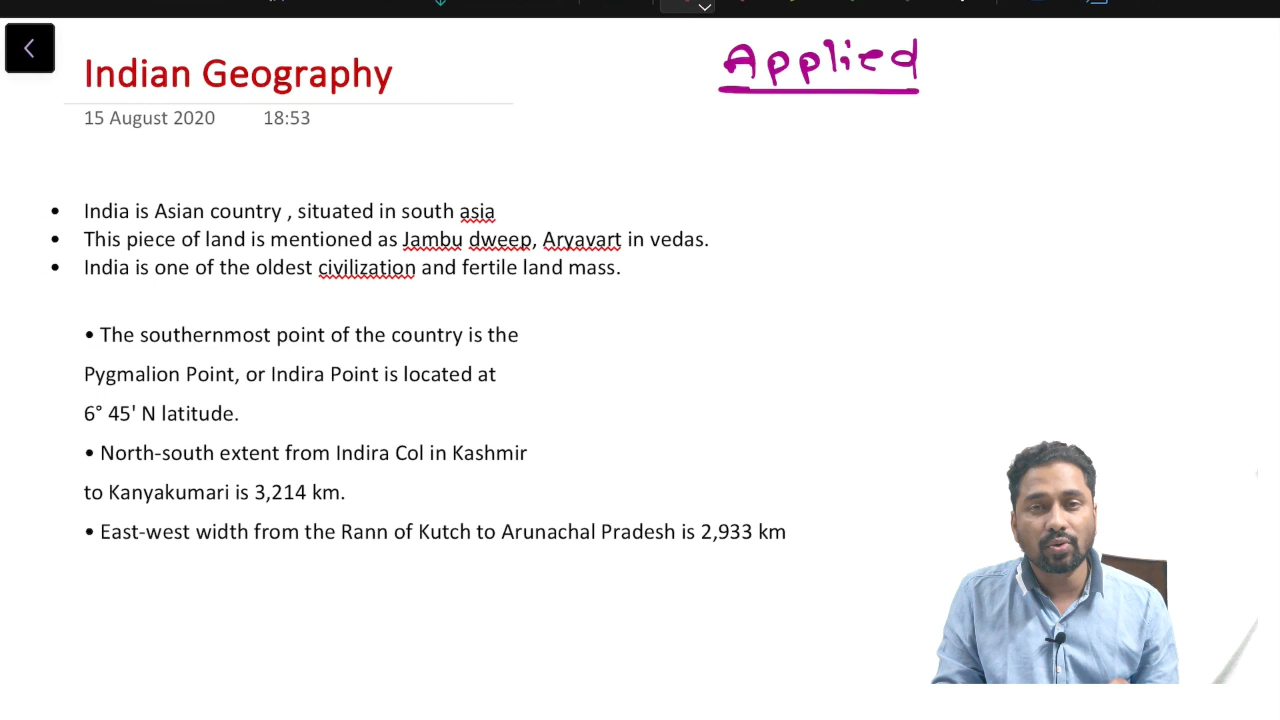 Indian Geography
Applied
15 August 2020 18:53
• India is Asian country , situated in south asia
• This piece of land is mentioned as Jambu dweep, Aryavart in vedas.
• India is one of the oldest civilization and fertile land mass.
• The southernmost point of the country is the
Pygmalion Point, or Indira Point is located at
6° 45' N latitude.
• North-south extent from Indira Col in Kashmir
to Kanyakumari is 3,214 km.
• East-west width from the Rann of Kutch to Arunachal Pradesh is 2,933 km